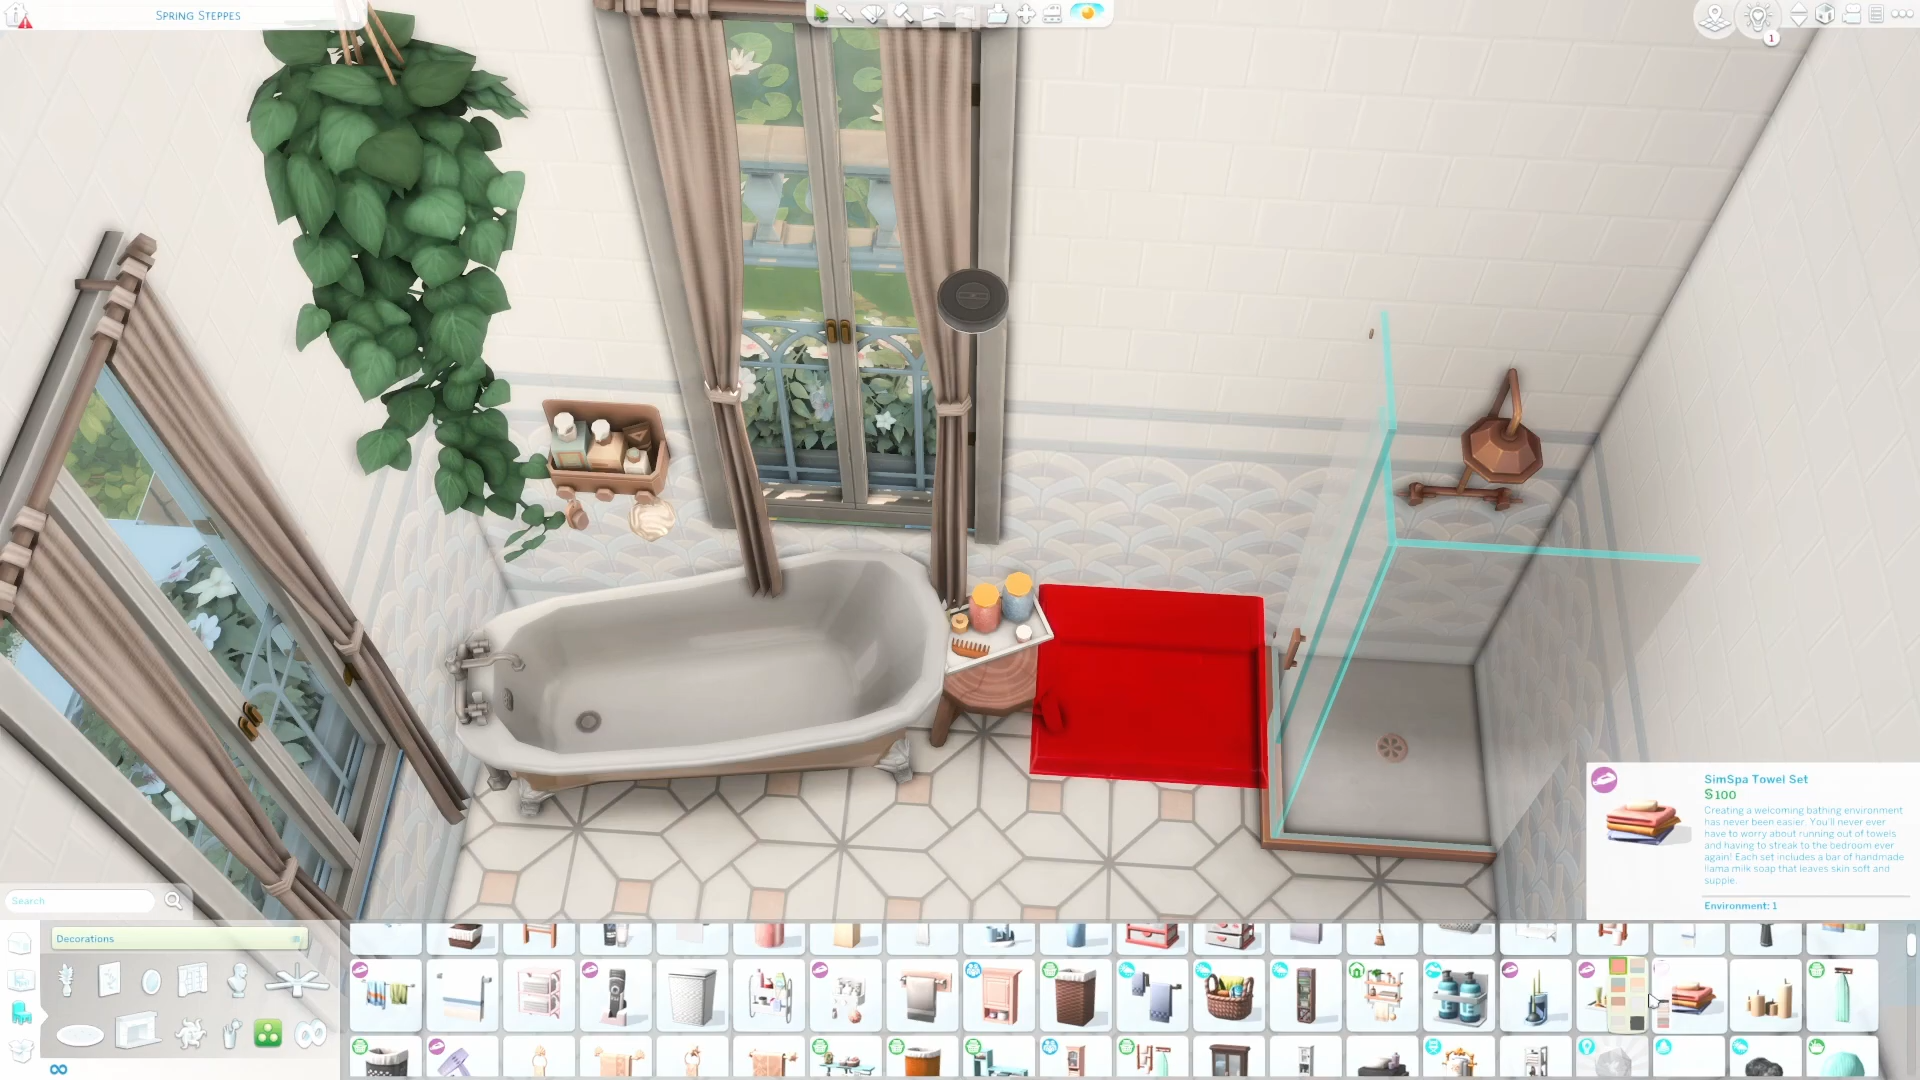 SPRING STEPPES
1
SimSpa Towel Set
§100
Creating a welcoming bathing environment
has never been easier. You'll never ever
have to worry about running out of towels
and having to streak to the bedroom ever
again! Each set includes a bar of handmade
llama milk soap that leaves skin soft and
supple.
Environment: 1
Search
Decorations